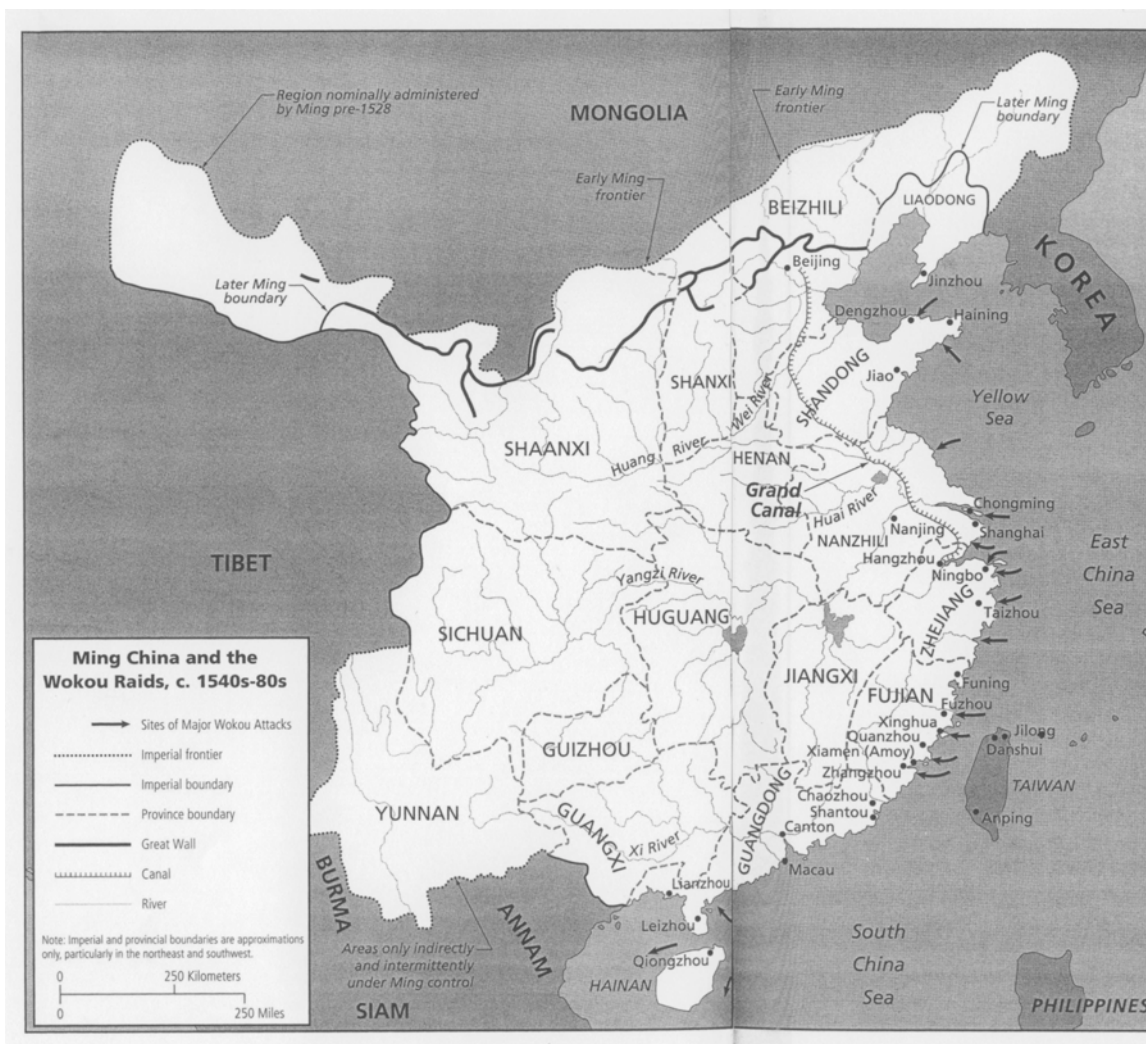 Region nominally administered
by Ming pre-1528
MONGOLIA
Early Ming
frontier
Later Ming
boundary
Early Ming
frontier
BEIZHILI
LIAODONG
KOREA
Beijing
Jinzhou
Later Ming
boundary
Dengzhou
Haining
SHANXI
Wei River
SHANDONG
Jiao
Yellow
Sea
SHAANXI
Huang
River
HENAN
Grand
Canal
Huai River
Chongming
Nanjing
Shanghai
NANZHILI
East
China
Sea
TIBET
Hangzhou
Ningbo
Yangzi River
Taizhou
ZHEJIANG
SICHUAN
HUGUANG
JIANGXI
Funing
FUJIAN
Fuzhou
Xinghua
Quanzhou
Jilong
Danshui
Xiamen (Amoy)
Zhangzhou
TAIWAN
GUIZHOU
Chaozhou
Shantou
Anping
YUNNAN
GUANGXI
GUANGDONG
Canton
Xi River
Macau
BURMA
Lianzhou
Leizhou
ANNAM
Areas only indirectly
and intermittently
under Ming control
Qiongzhou
HAINAN
South
China
Sea
SIAM
PHILIPPINES
Ming China and the
Wokou Raids, c. 1540s-80s
Sites of Major Wokou Attacks
Imperial frontier
Imperial boundary
Province boundary
Great Wall
Canal
River
Note: Imperial and provincial boundaries are approximations
only, particularly in the northeast and southwest.
0 250 Kilometers
0 250 Miles